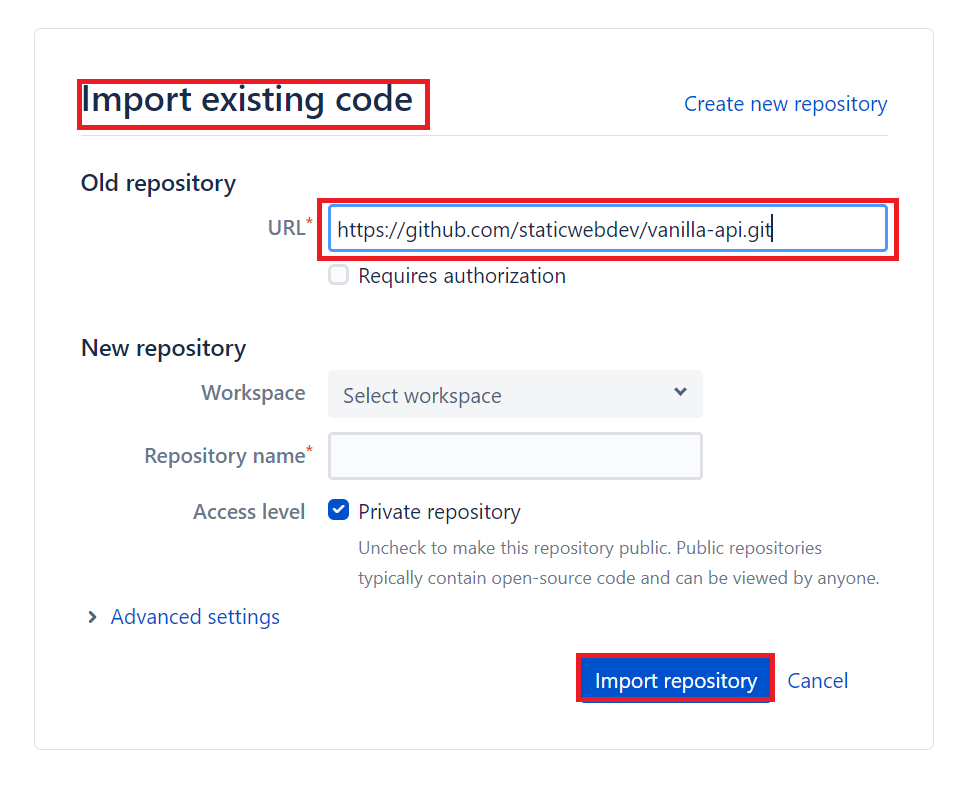 Import existing code
Create new repository
Old repository
URL*
https://github.com/staticwebdev/vanilla-api.git
Requires authorization
New repository
Workspace
Select workspace
Repository name*
Access level
Private repository
Uncheck to make this repository public. Public repositories
typically contain open-source code and can be viewed by anyone.
Advanced settings
Import repository
Cancel